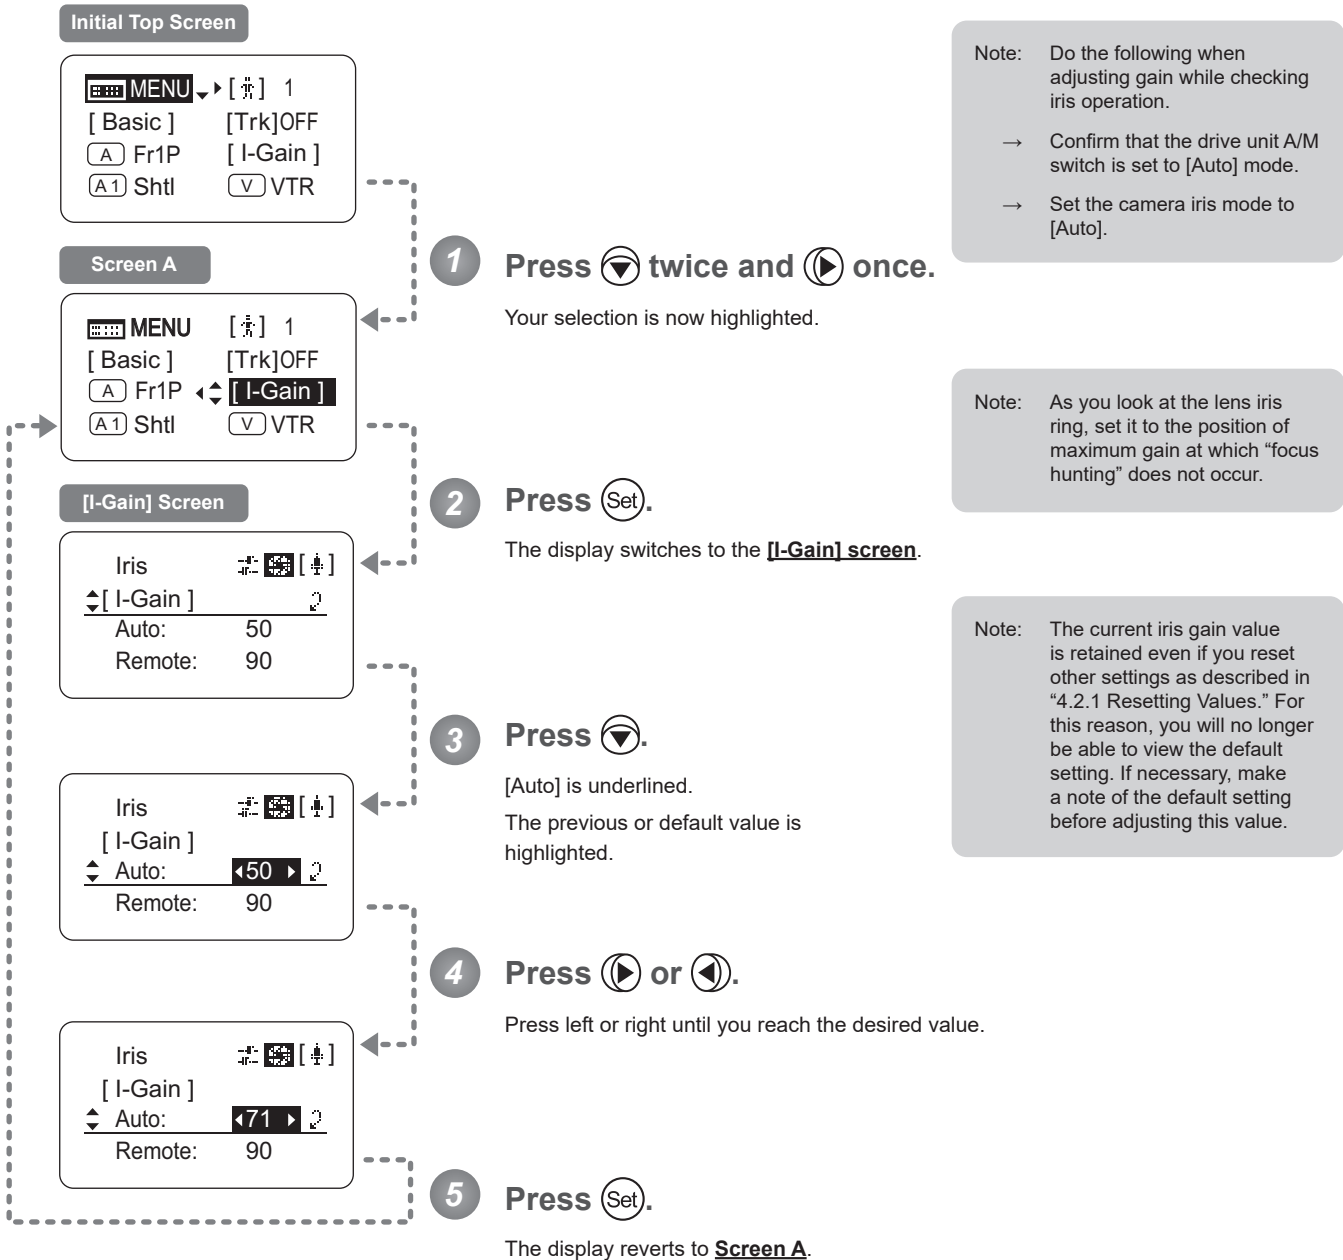 Initial Top Screen
MENU [ ] 1
[ Basic ] [Trk]OFF
A Fr1P [ I-Gain ]
A1 Shtl V VTR
Screen A
MENU [ ] 1
[ Basic ] [Trk]OFF
A Fr1P [ I-Gain ]
A1 Shtl V VTR
1 Press twice and once.
Your selection is now highlighted.
[I-Gain] Screen
Iris [ ]
[ I-Gain ]
Auto: 50
Remote: 90
2 Press Set.
The display switches to the [I-Gain] screen.
Iris [ ]
[ I-Gain ]
Auto: 50
Remote: 90
3 Press .
[Auto] is underlined.
The previous or default value is
highlighted.
Iris [ ]
[ I-Gain ]
Auto: 71
Remote: 90
4 Press or .
Press left or right until you reach the desired value.
5 Press Set.
The display reverts to Screen A.
Note: Do the following when
adjusting gain while checking
iris operation.
→ Confirm that the drive unit A/M
switch is set to [Auto] mode.
→ Set the camera iris mode to
[Auto].
Note: As you look at the lens iris
ring, set it to the position of
maximum gain at which “focus
hunting” does not occur.
Note: The current iris gain value
is retained even if you reset
other settings as described in
“4.2.1 Resetting Values.” For
this reason, you will no longer
be able to view the default
setting. If necessary, make
a note of the default setting
before adjusting this value.